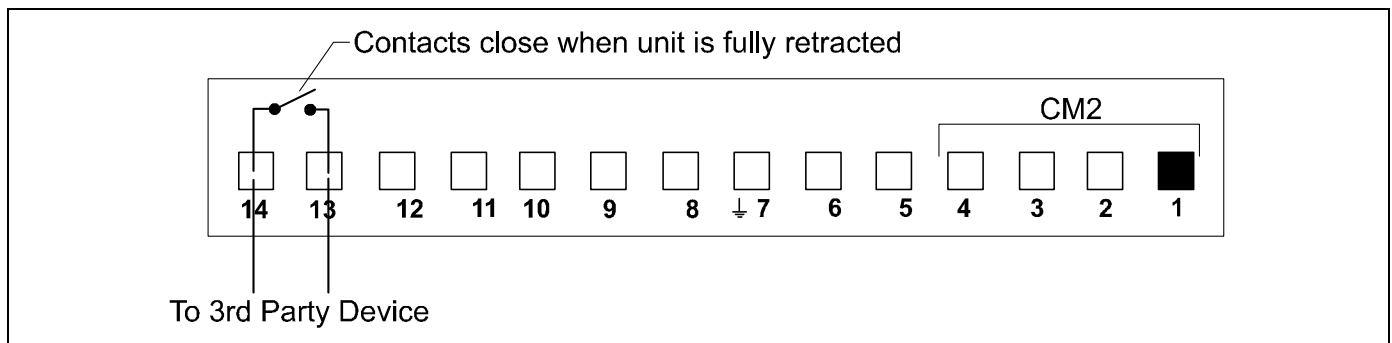 Contacts close when unit is fully retracted
CM2
14 13 12 11 10 9 8 ⏚ 7 6 5 4 3 2 1
To 3rd Party Device